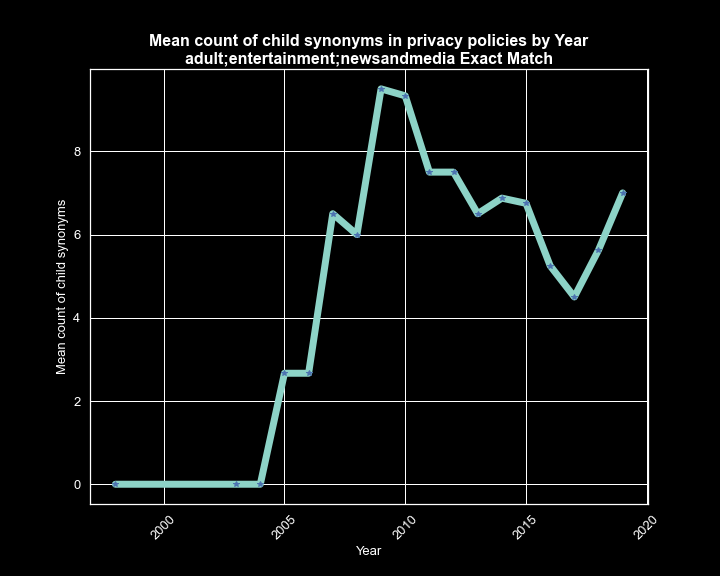 Mean count of child synonyms in privacy policies by Year
adult;entertainment;newsandmedia Exact Match
Mean count of child synonyms
8
6
4
2
0
2000
2005
2010
2015
2020
Year